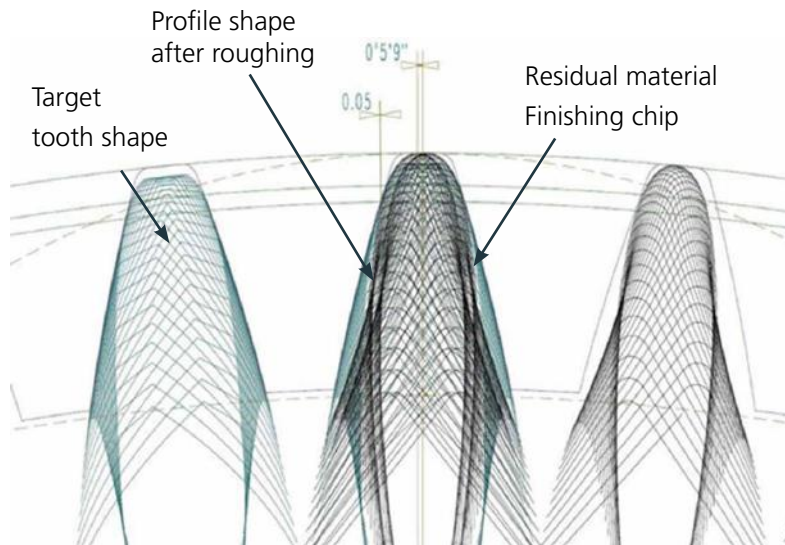 Profile shape
after roughing
0°5'9"
0.05
Residual material
Finishing chip
Target
tooth shape